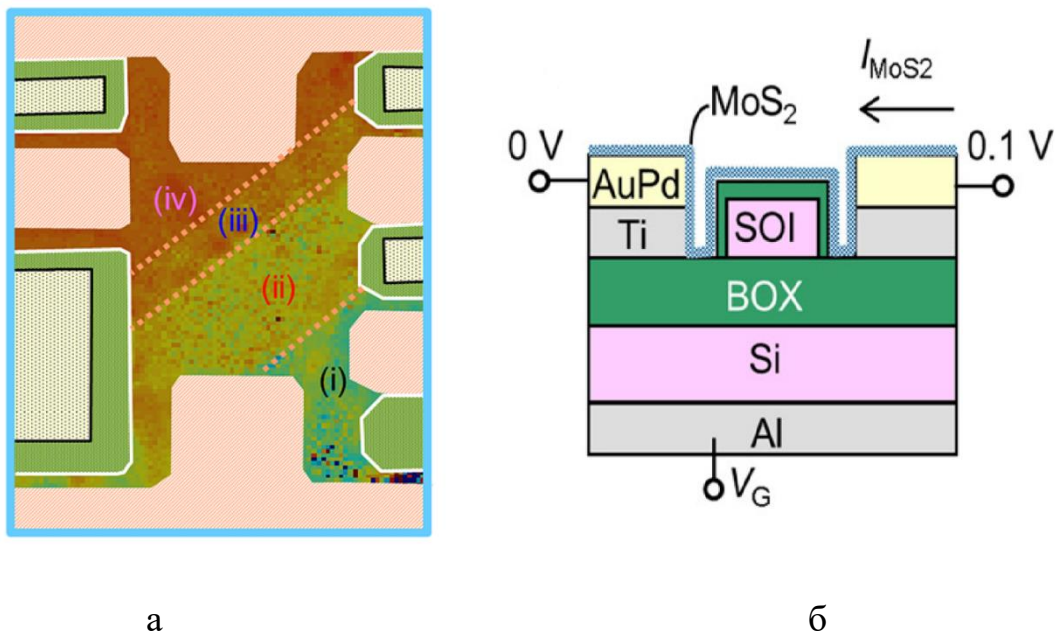 (iv)
(iii)
(ii)
(i)
I_MoS2
MoS₂
0 V
0.1 V
AuPd
Ti
SOI
BOX
Si
Al
V_G
а
б